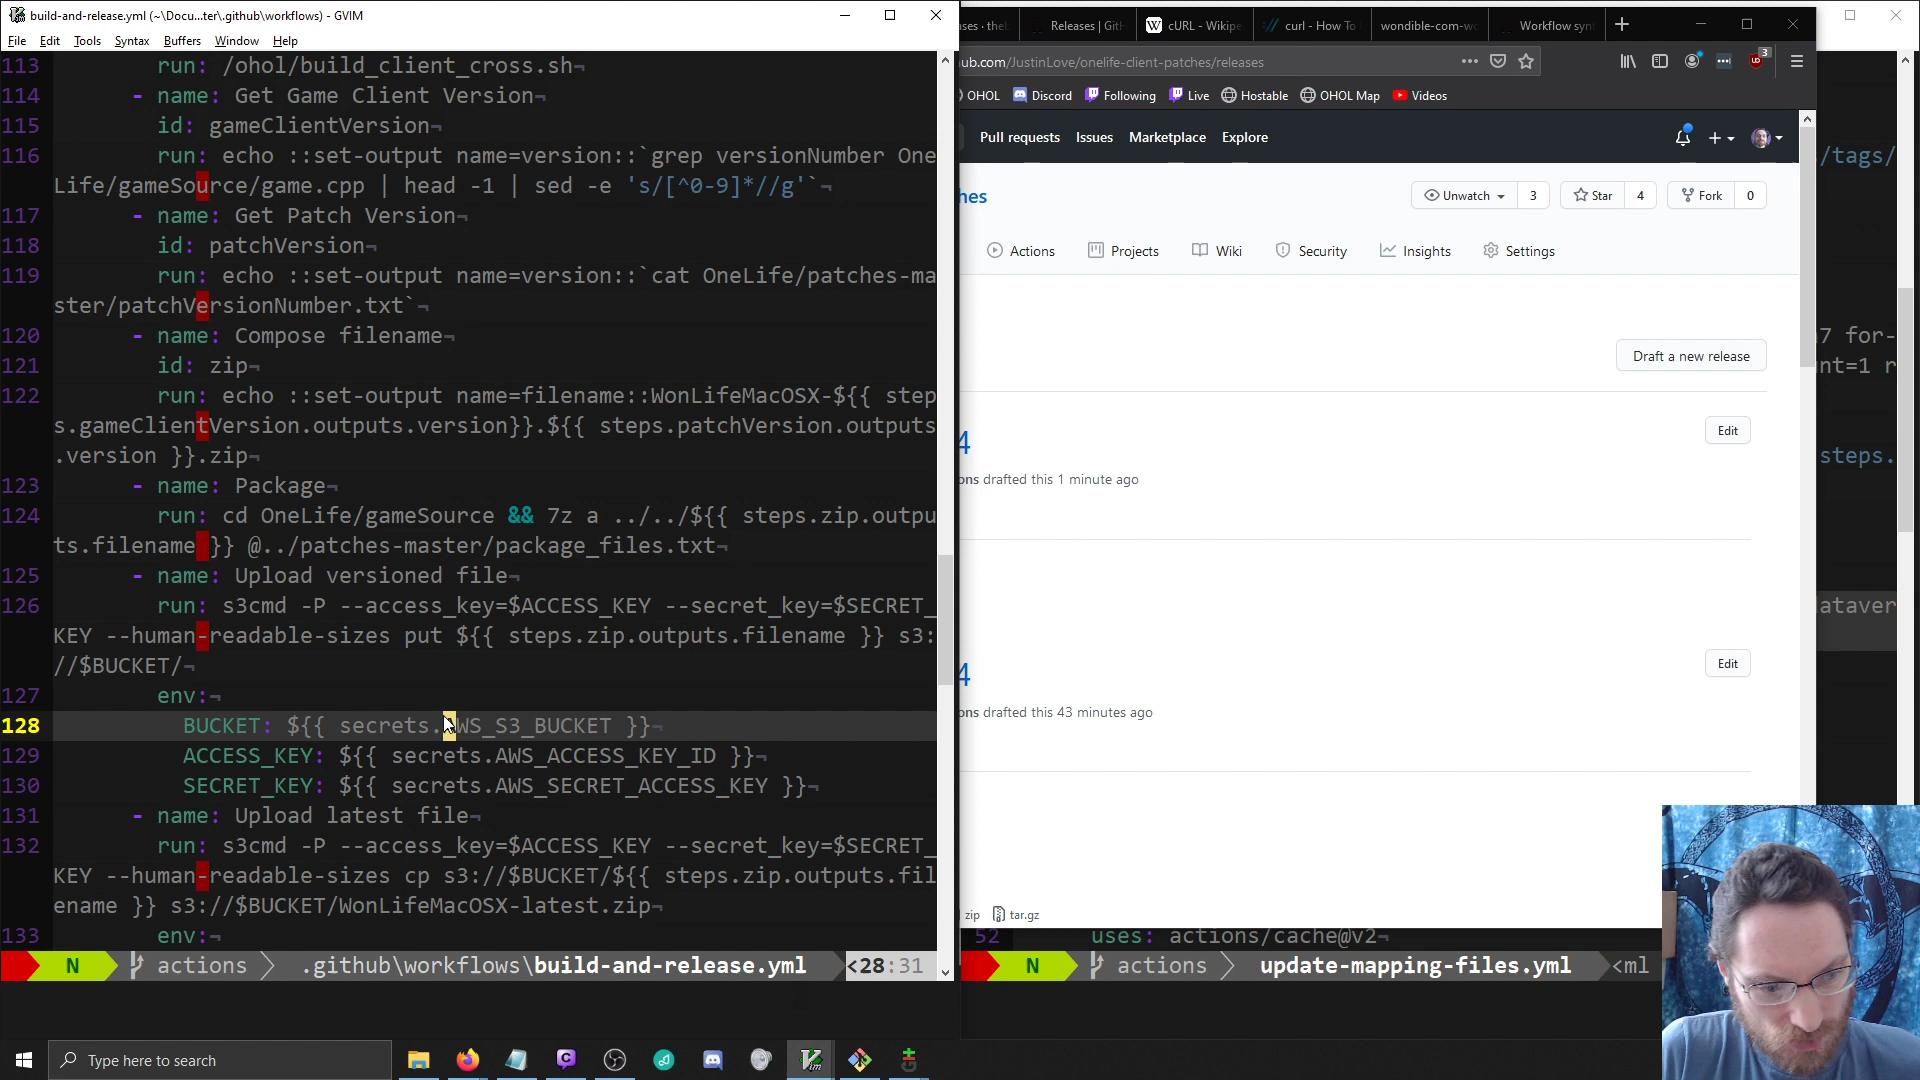 build-and-release.yml (~\Docu...ter\.github\workflows) - GVIM
File Edit Tools Syntax Buffers Window Help
113 run: /ohol/build_client_cross.sh¬
114 - name: Get Game Client Version¬
115 id: gameClientVersion¬
116 run: echo ::set-output name=version::`grep versionNumber One
Life/gameSource/game.cpp | head -1 | sed -e 's/[^0-9]*//g'`¬
117 - name: Get Patch Version¬
118 id: patchVersion¬
119 run: echo ::set-output name=version::`cat OneLife/patches-ma
ster/patchVersionNumber.txt`¬
120 - name: Compose filename¬
121 id: zip¬
122 run: echo ::set-output name=filename::WonLifeMacOSX-${{ step
s.gameClientVersion.outputs.version}}.${{ steps.patchVersion.outputs
.version }}.zip¬
123 - name: Package¬
124 run: cd OneLife/gameSource && 7z a ../../${{ steps.zip.outpu
ts.filename }} @../patches-master/package_files.txt¬
125 - name: Upload versioned file¬
126 run: s3cmd -P --access_key=$ACCESS_KEY --secret_key=$SECRET_
KEY --human-readable-sizes put ${{ steps.zip.outputs.filename }} s3:
//$BUCKET/¬
127 env:¬
128 BUCKET: ${{ secrets.AWS_S3_BUCKET }}¬
129 ACCESS_KEY: ${{ secrets.AWS_ACCESS_KEY_ID }}¬
130 SECRET_KEY: ${{ secrets.AWS_SECRET_ACCESS_KEY }}¬
131 - name: Upload latest file¬
132 run: s3cmd -P --access_key=$ACCESS_KEY --secret_key=$SECRET_
KEY --human-readable-sizes cp s3://$BUCKET/${{ steps.zip.outputs.fil
ename }} s3://$BUCKET/WonLifeMacOSX-latest.zip¬
133 env:¬
N actions .github\workflows\build-and-release.yml <28:31
ses · the Releases | Git cURL - Wikipe curl - How To wondible-com-wo Workflow syn
ub.com/JustinLove/onelife-client-patches/releases
3
OHOL Discord Following Live Hostable OHOL Map Videos
Pull requests Issues Marketplace Explore
hes Unwatch 3 Star 4 Fork 0
Actions Projects Wiki Security Insights Settings
Draft a new release
4 Edit
ons drafted this 1 minute ago
4 Edit
ons drafted this 43 minutes ago
zip tar.gz
/tags/
7 for-
nt=1 r
steps.
ataver
52 uses: actions/cache@v2¬
N actions update-mapping-files.yml <ml
Type here to search